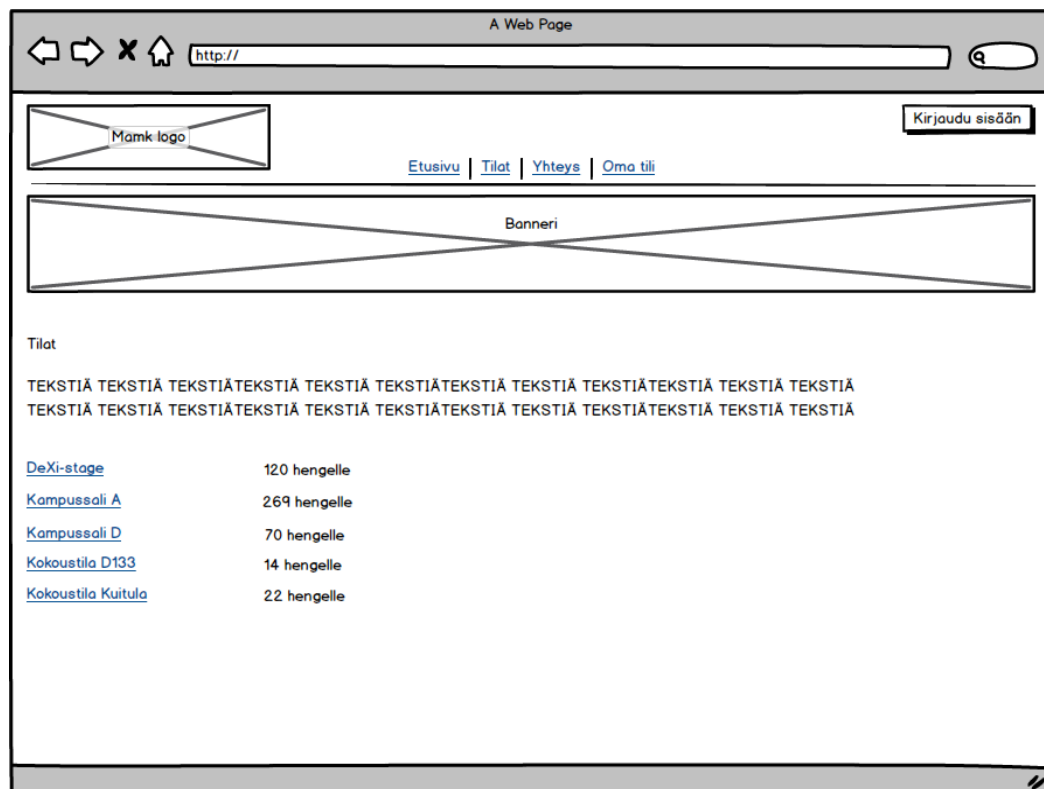 A Web Page
http://
Mamk logo
Kirjaudu sisään
Etusivu | Tilat | Yhteys | Oma tili
Banneri
Tilat
TEKSTIÄ TEKSTIÄ TEKSTIÄTEKSTIÄ TEKSTIÄ TEKSTIÄTEKSTIÄ TEKSTIÄ TEKSTIÄTEKSTIÄ TEKSTIÄ TEKSTIÄ
TEKSTIÄ TEKSTIÄ TEKSTIÄTEKSTIÄ TEKSTIÄ TEKSTIÄTEKSTIÄ TEKSTIÄ TEKSTIÄTEKSTIÄ TEKSTIÄ TEKSTIÄ
DeXi-stage 120 hengelle
Kampussali A 269 hengelle
Kampussali D 70 hengelle
Kokoustila D133 14 hengelle
Kokoustila Kuitula 22 hengelle